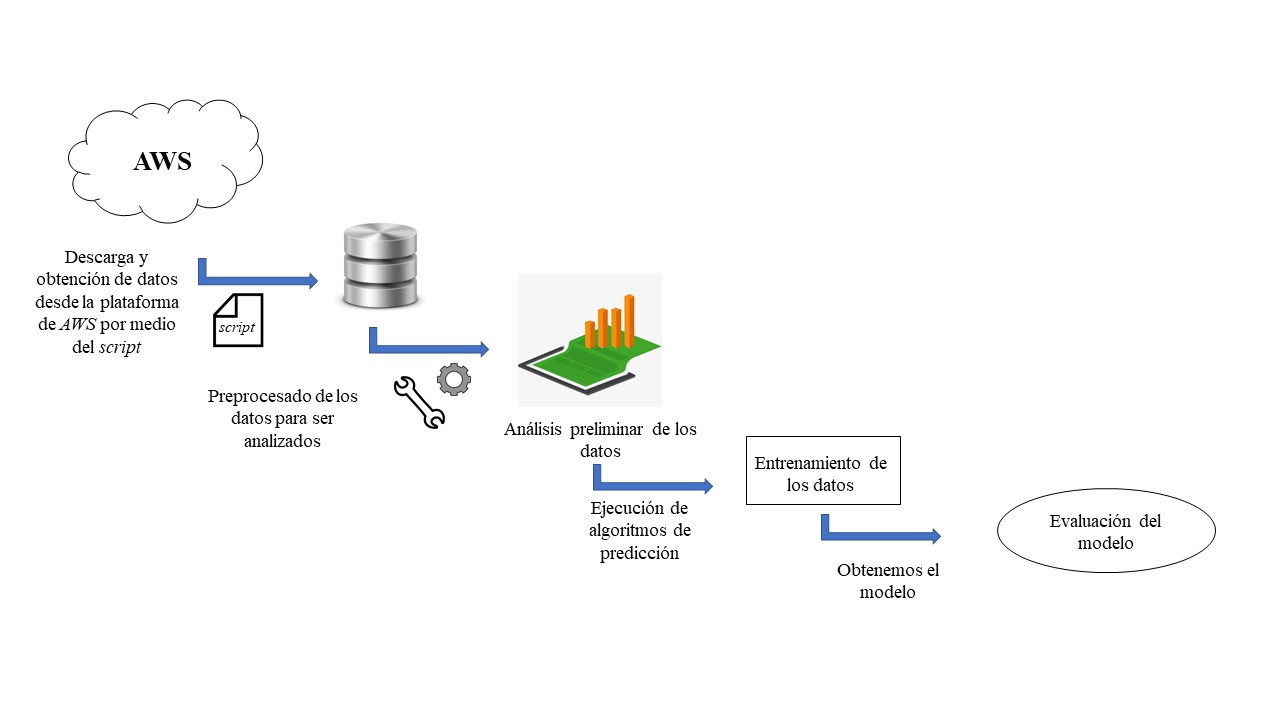 AWS
Descarga y
obtención de datos
desde la plataforma
de AWS por medio
del script
script
Preprocesado de los
datos para ser
analizados
Análisis preliminar de los
datos
Ejecución de
algoritmos de
predicción
Entrenamiento de
los datos
Obtenemos el
modelo
Evaluación del
modelo